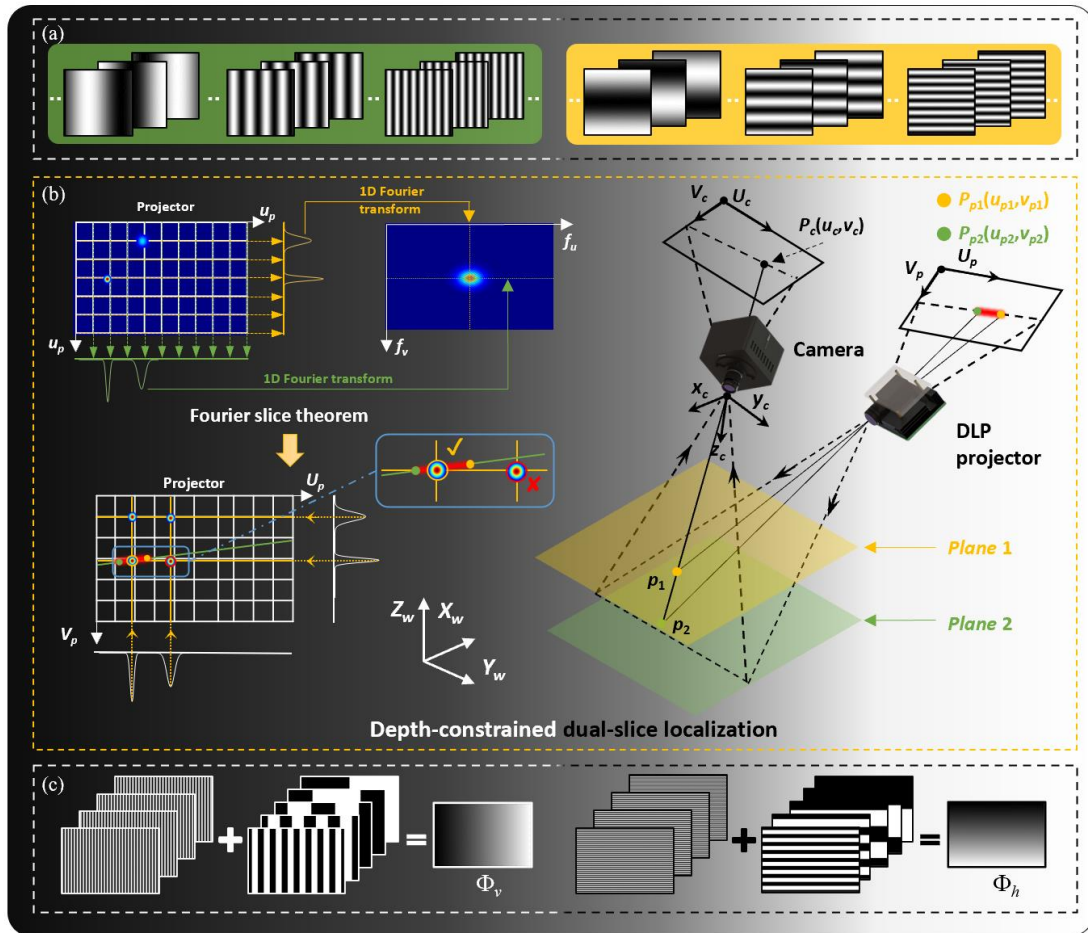 (a)
(b)
Projector
u_p
1D Fourier
transform
f_u
f_v
u_p
1D Fourier transform
Fourier slice theorem
Projector
U_p
V_p
✓
✘
Z_w
X_w
Y_w
V_c
U_c
P_c(u_c,v_c)
P_p1(u_p1,v_p1)
P_p2(u_p2,v_p2)
V_p
U_p
Camera
x_c
y_c
z_c
DLP
projector
p_1
p_2
Plane 1
Plane 2
Depth-constrained dual-slice localization
(c)
+
=
Φ_v
+
=
Φ_h